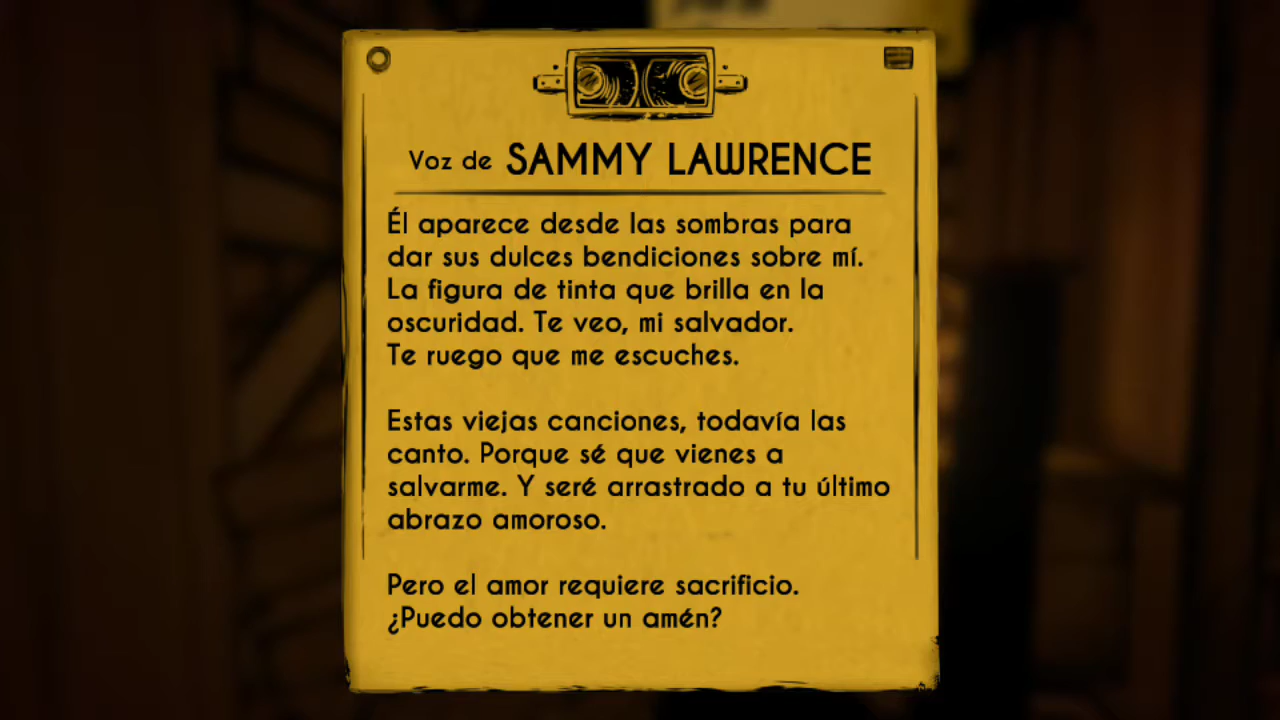 Voz de SAMMY LAWRENCE
Él aparece desde las sombras para
dar sus dulces bendiciones sobre mí.
La figura de tinta que brilla en la
oscuridad. Te veo, mi salvador.
Te ruego que me escuches.
Estas viejas canciones, todavía las
canto. Porque sé que vienes a
salvarme. Y seré arrastrado a tu último
abrazo amoroso.
Pero el amor requiere sacrificio.
¿Puedo obtener un amén?